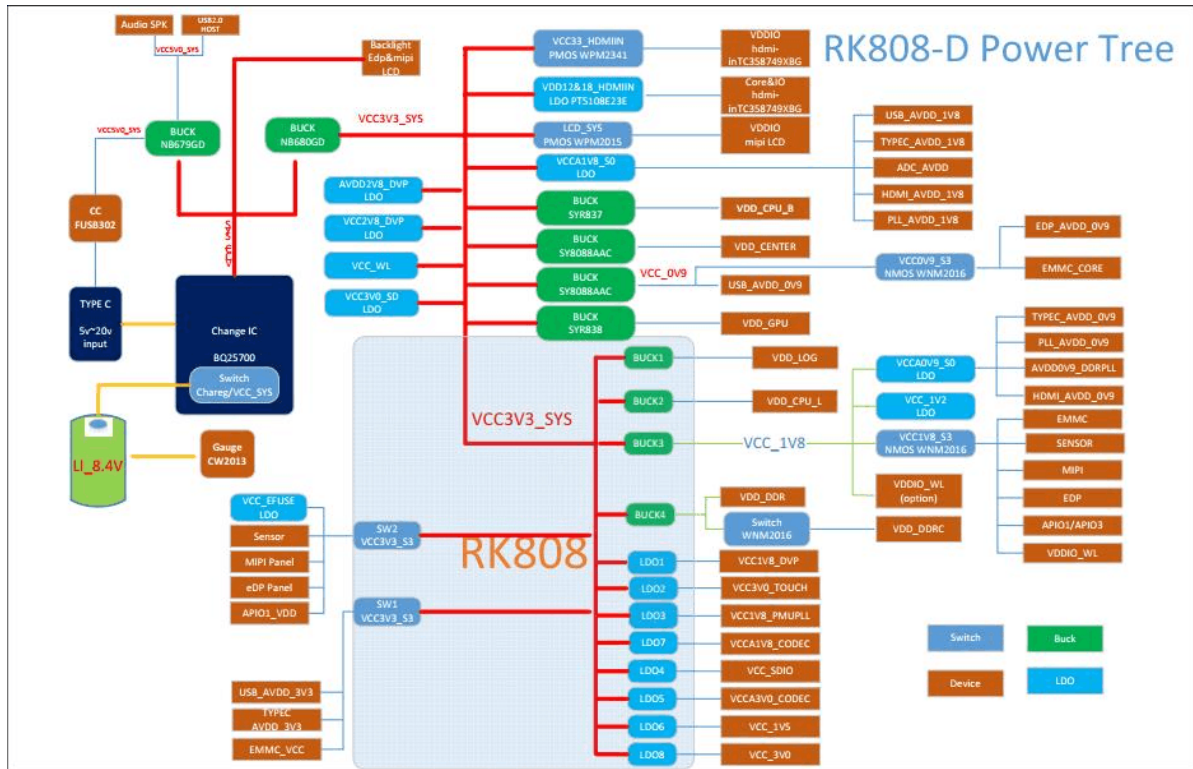 RK808-D Power Tree
Audio SPK
USB2.0
HOST
VCC5V0_SYS
VCC5V0_SYS
BUCK
NB679GD
BUCK
NB680GD
Backlight
Edp&mipi
LCD
VCC3V3_SYS
CC
FUSB302
TYPE C
5v~20v
input
Change IC
BQ25700
Switch
Chareg/VCC_SYS
LI_8.4V
Gauge
CW2013
AVDD2V8_DVP
LDO
VCC2V8_DVP
LDO
VCC_WL
VCC3V0_SD
LDO
VCC33_HDMIIN
PMOS WPM2341
VDDIO
hdmi-
inTC358749XBG
VDD12&18_HDMIIN
LDO PT5108E23E
Core&IO
hdmi-
inTC358749XBG
LCD_SYS
PMOS WPM2015
VDDIO
mipi LCD
VCCA1V8_S0
LDO
USB_AVDD_1V8
TYPEC_AVDD_1V8
ADC_AVDD
HDMI_AVDD_1V8
PLL_AVDD_1V8
BUCK
SYR837
VDD_CPU_B
BUCK
SY8088AAC
VDD_CENTER
BUCK
SY8088AAC
VCC_0V9
USB_AVDD_0V9
VCC0V9_S3
NMOS WNM2016
EDP_AVDD_0V9
EMMC_CORE
BUCK
SYR838
VDD_GPU
VCC3V3_SYS
RK808
BUCK1
VDD_LOG
BUCK2
VDD_CPU_L
BUCK3
VCC_1V8
VCCA0V9_S0
LDO
TYPEC_AVDD_0V9
PLL_AVDD_0V9
AVDD0V9_DDRPLL
HDMI_AVDD_0V9
VCC_1V2
LDO
VCC1V8_S3
NMOS WNM2016
EMMC
SENSOR
MIPI
EDP
APIO1/APIO3
VDDIO_WL
VDDIO_WL
(option)
BUCK4
VDD_DDR
Switch
WNM2016
VDD_DDRC
VCC_EFUSE
LDO
Sensor
MIPI Panel
eDP Panel
APIO1_VDD
SW2
VCC3V3_S3
SW1
VCC3V3_S3
USB_AVDD_3V3
TYPEC
AVDD_3V3
EMMC_VCC
LDO1
VCC1V8_DVP
LDO2
VCC3V0_TOUCH
LDO3
VCC1V8_PMUPLL
LDO7
VCCA1V8_CODEC
LDO4
VCC_SDIO
LDO5
VCCA3V0_CODEC
LDO6
VCC_1V5
LDO8
VCC_3V0
Switch
Buck
Device
LDO